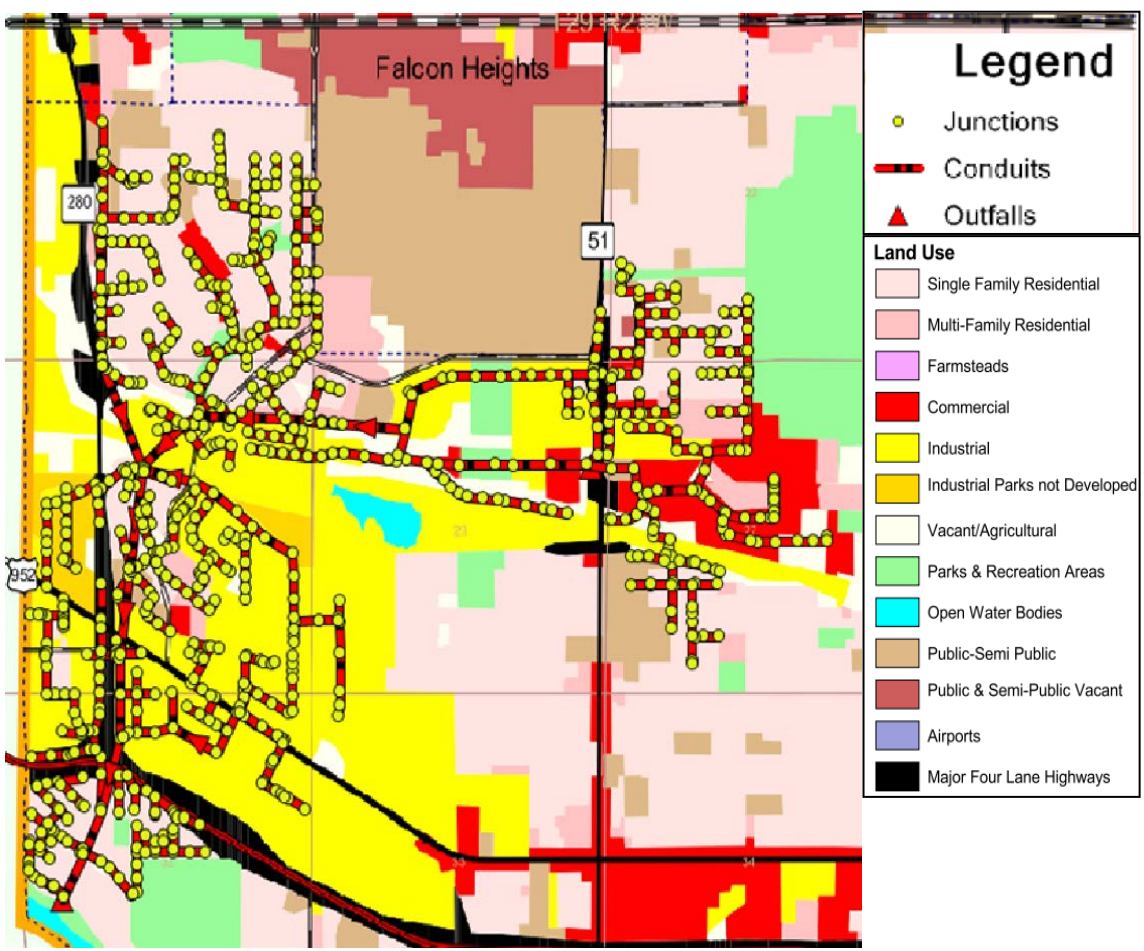 Falcon Heights
280
51
952
22
23
27
33
34
Legend
Junctions
Conduits
Outfalls
Land Use
Single Family Residential
Multi-Family Residential
Farmsteads
Commercial
Industrial
Industrial Parks not Developed
Vacant/Agricultural
Parks & Recreation Areas
Open Water Bodies
Public-Semi Public
Public & Semi-Public Vacant
Airports
Major Four Lane Highways